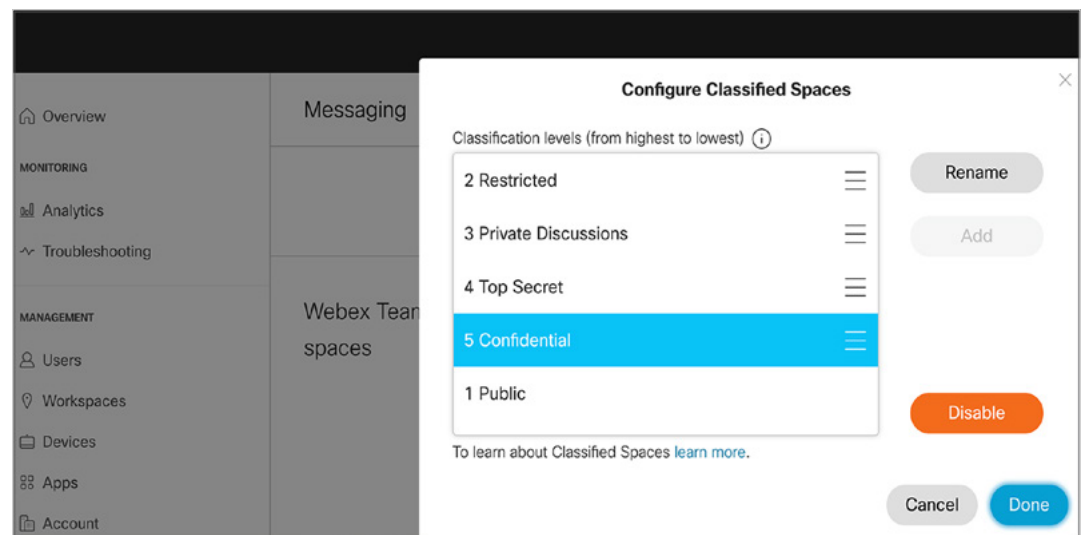 Overview
MONITORING
Analytics
Troubleshooting
MANAGEMENT
Users
Workspaces
Devices
Apps
Account
Messaging
Webex Tean
spaces
Configure Classified Spaces
Classification levels (from highest to lowest)
2 Restricted
3 Private Discussions
4 Top Secret
5 Confidential
1 Public
Rename
Add
Disable
To learn about Classified Spaces learn more.
Cancel
Done